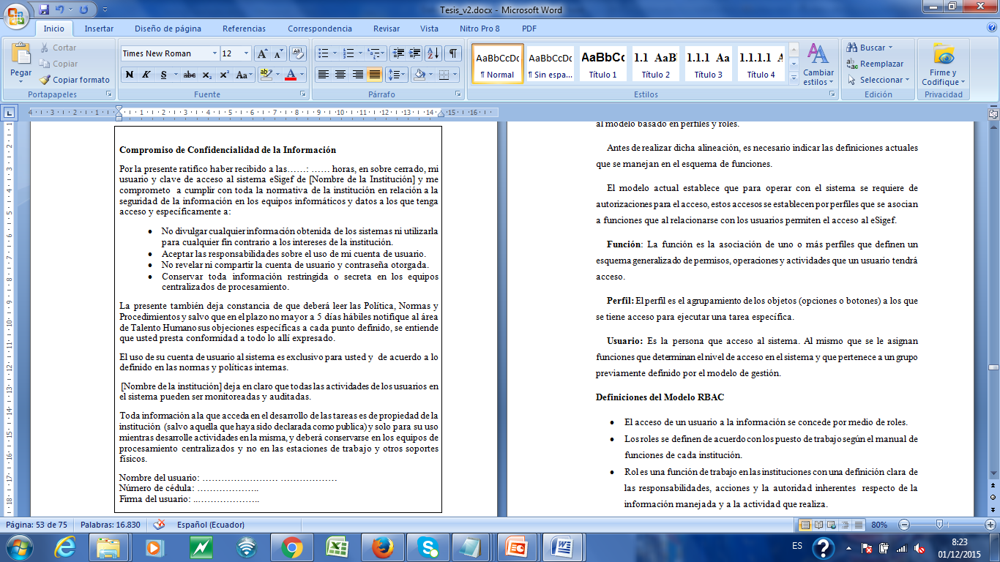 Tesis_v2.docx - Microsoft Word
Inicio
Insertar
Diseño de página
Referencias
Correspondencia
Revisar
Vista
Nitro Pro 8
PDF
Pegar
Cortar
Copiar
Copiar formato
Portapapeles
Times New Roman
12
N K S abc x₂ x² Aa
Fuente
Párrafo
AaBbCcDc
¶ Normal
AaBbCcDc
¶ Sin espa...
AaBbCc
Título 1
1.1 AaB
Título 2
1.1.1 Aa
Título 3
1.1.1.1 A
Título 4
Cambiar
estilos
Estilos
Buscar
Reemplazar
Seleccionar
Edición
Firme y
Codifique
Privacidad
4 3 2 1 1 2 3 4 5 6 7 8 9 10 11 12 13 14 15 16
Compromiso de Confidencialidad de la Información
Por la presente ratifico haber recibido a las……: …… horas, en sobre cerrado, mi
usuario y clave de acceso al sistema eSigef de [Nombre de la Institución] y me
comprometo a cumplir con toda la normativa de la institución en relación a la
seguridad de la información en los equipos informáticos y datos a los que tenga
acceso y específicamente a:
• No divulgar cualquier información obtenida de los sistemas ni utilizarla
para cualquier fin contrario a los intereses de la institución.
• Aceptar las responsabilidades sobre el uso de mi cuenta de usuario.
• No revelar ni compartir la cuenta de usuario y contraseña otorgada.
• Conservar toda información restringida o secreta en los equipos
centralizados de procesamiento.
La presente también deja constancia de que deberá leer las Política, Normas y
Procedimientos y salvo que en el plazo no mayor a 5 días hábiles notifique al área
de Talento Humano sus objeciones específicas a cada punto definido, se entiende
que usted presta conformidad a todo lo allí expresado.
El uso de su cuenta de usuario al sistema es exclusivo para usted y de acuerdo a lo
definido en las normas y políticas internas.
[Nombre de la institución] deja en claro que todas las actividades de los usuarios en
el sistema pueden ser monitoreadas y auditadas.
Toda información a la que acceda en el desarrollo de las tareas es de propiedad de la
institución (salvo aquella que haya sido declarada como publica) y solo para su uso
mientras desarrolle actividades en la misma, y deberá conservarse en los equipos de
procesamiento centralizados y no en las estaciones de trabajo y otros soportes
físicos.
Nombre del usuario: …………………… ………………
Número de cédula: ………………..
Firma del usuario: ...………………..
al modelo basado en perfiles y roles.
Antes de realizar dicha alineación, es necesario indicar las definiciones actuales
que se manejan en el esquema de funciones.
El modelo actual establece que para operar con el sistema se requiere de
autorizaciones para el acceso, estos accesos se establecen por perfiles que se asocian
a funciones que al relacionarse con los usuarios permiten el acceso al eSigef.
Función: La función es la asociación de uno o más perfiles que definen un
esquema generalizado de permisos, operaciones y actividades que un usuario tendrá
acceso.
Perfil: El perfil es el agrupamiento de los objetos (opciones o botones) a los que
se tiene acceso para ejecutar una tarea específica.
Usuario: Es la persona que acceso al sistema. Al mismo que se le asignan
funciones que determinan el nivel de acceso en el sistema y que pertenece a un grupo
previamente definido por el modelo de gestión.
Definiciones del Modelo RBAC
• El acceso de un usuario a la información se concede por medio de roles.
• Los roles se definen de acuerdo con los puesto de trabajo según el manual de
funciones de cada institución.
• Rol es una función de trabajo en las instituciones con una definición clara de
las responsabilidades, acciones y la autoridad inherentes respecto de la
información manejada y a la actividad que realiza.
Página: 53 de 75
Palabras: 16.830
Español (Ecuador)
80%
ES
8:23
01/12/2015